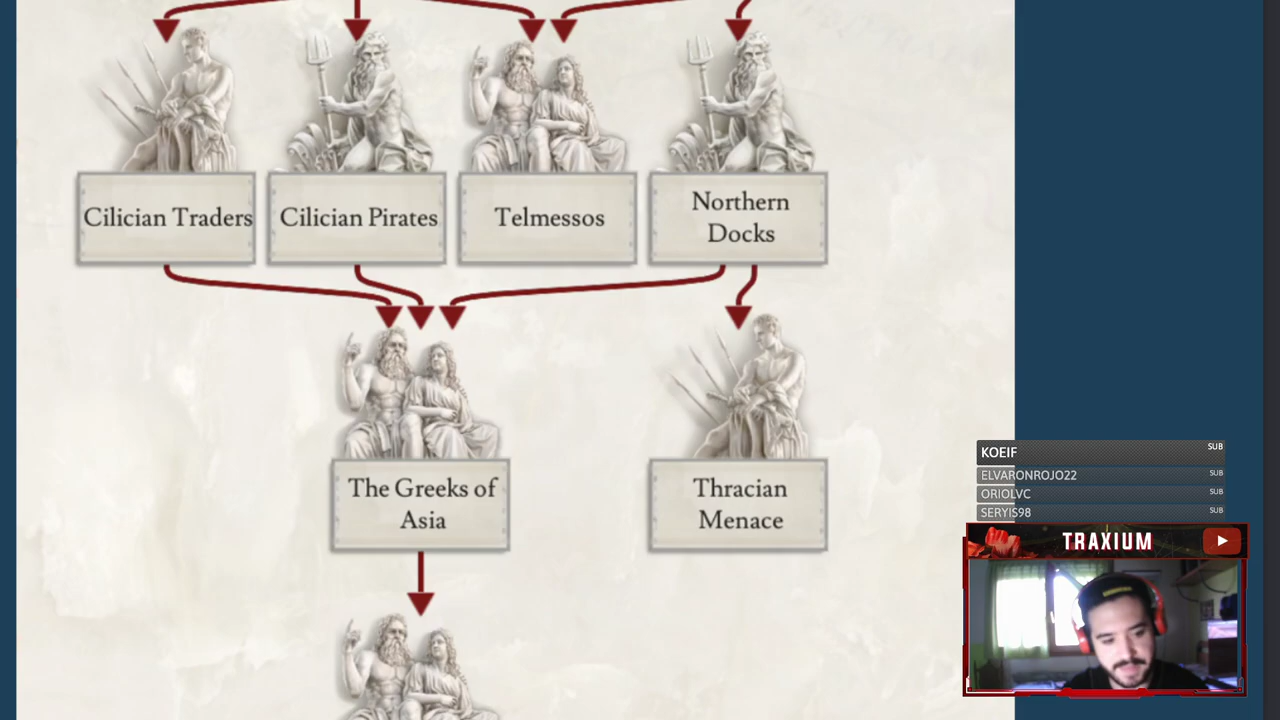 Cilician Traders
Cilician Pirates
Telmessos
Northern
Docks
The Greeks of
Asia
Thracian
Menace
KOEIF SUB
ELVARONROJO22 SUB
ORIOLVC SUB
SERYIS98 SUB
TRAXIUM